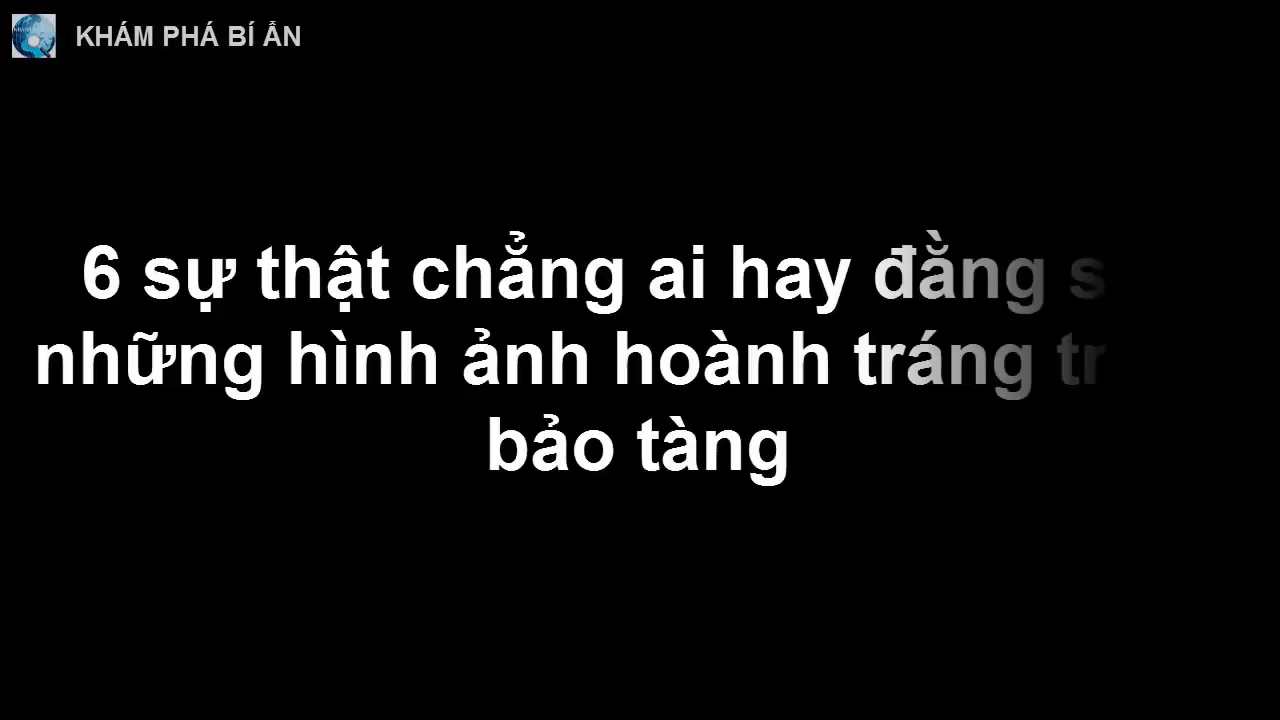 KHÁM PHÁ BÍ ẨN
6 sự thật chẳng ai hay đằng
những hình ảnh hoành tráng
bảo tàng